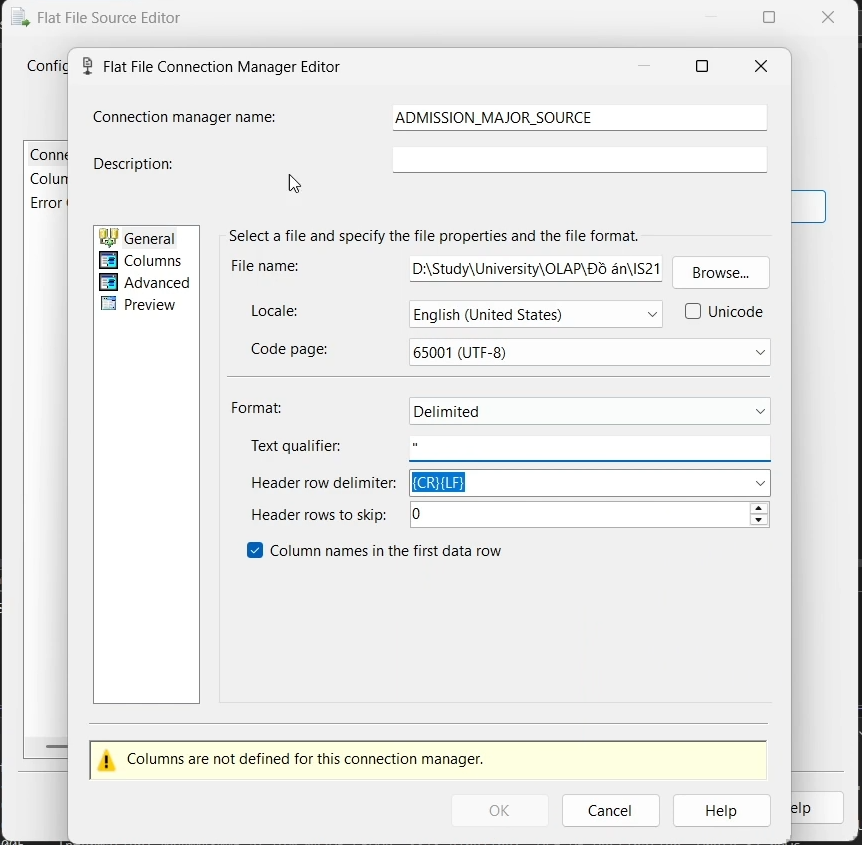 Flat File Source Editor
Config
Flat File Connection Manager Editor
Connection manager name:
ADMISSION_MAJOR_SOURCE
Description:
Conne
Colum
Error
General
Columns
Advanced
Preview
Select a file and specify the file properties and the file format.
File name:
D:\Study\University\OLAP\Đồ án\IS21
Browse...
Locale:
English (United States)
Unicode
Code page:
65001 (UTF-8)
Format:
Delimited
Text qualifier:
"
Header row delimiter:
{CR}{LF}
Header rows to skip:
0
Column names in the first data row
Columns are not defined for this connection manager.
OK
Cancel
Help
elp